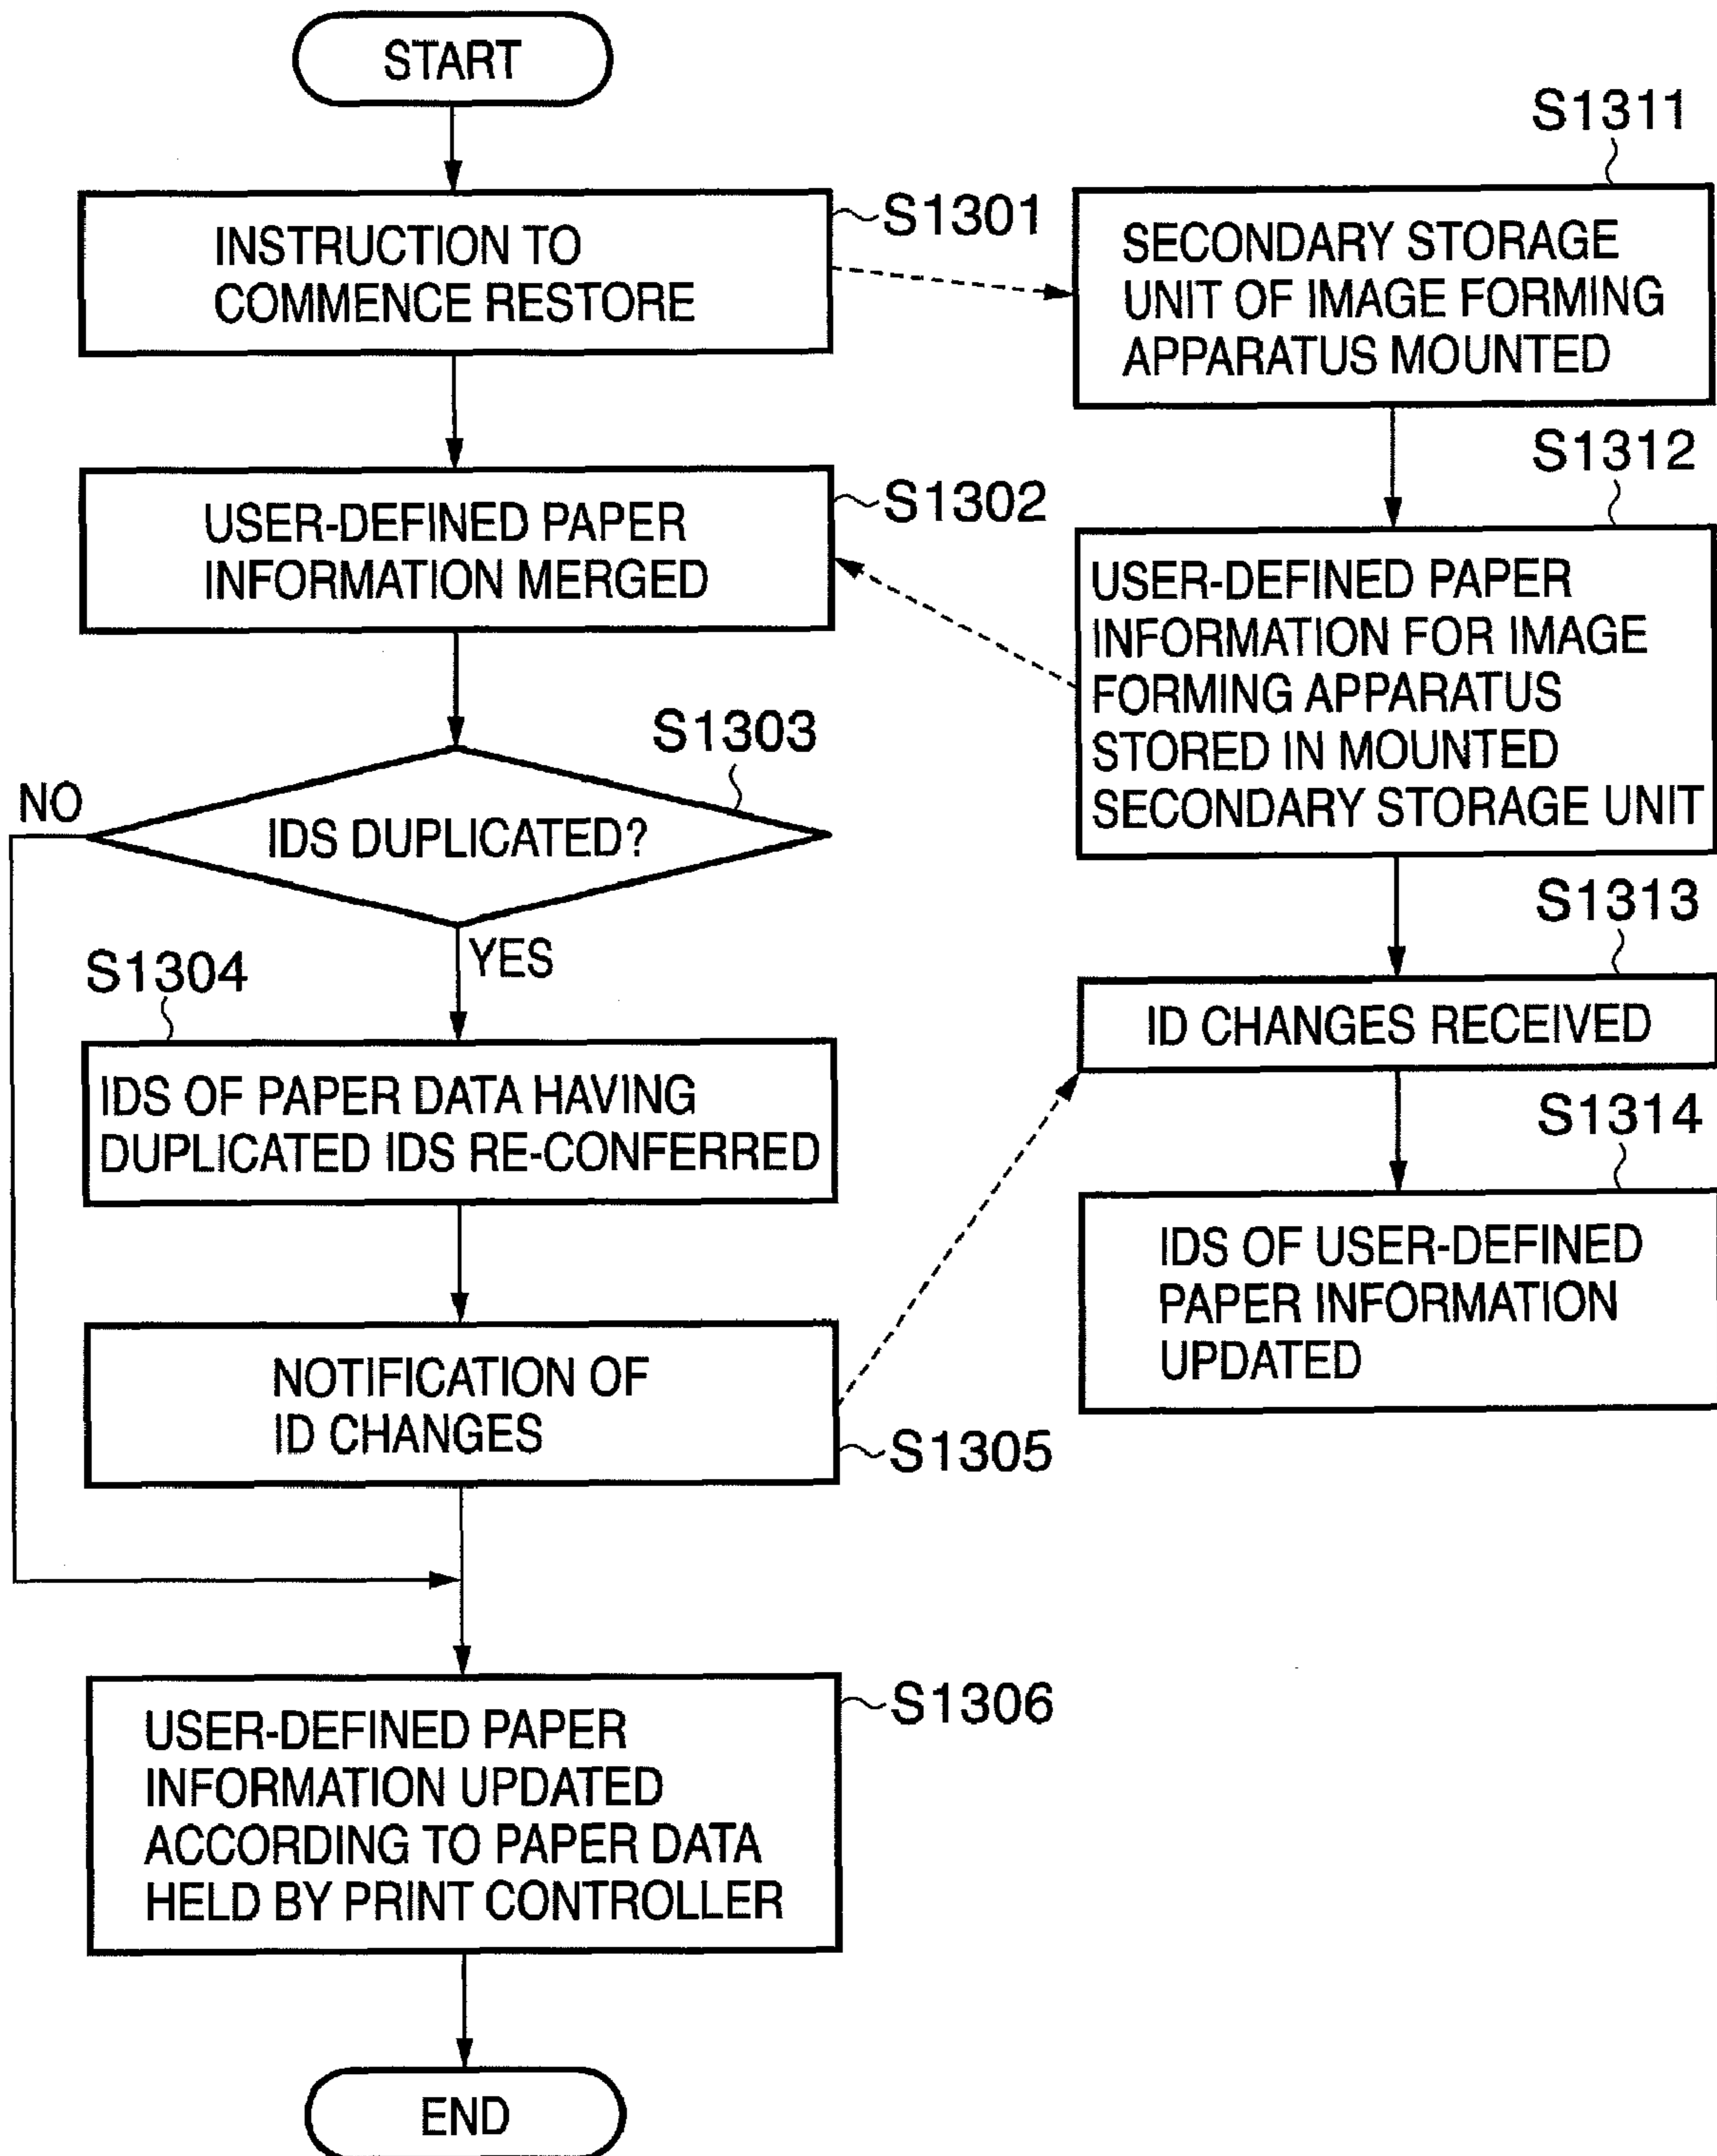 START
S1301
INSTRUCTION TO
COMMENCE RESTORE
S1302
USER-DEFINED PAPER
INFORMATION MERGED
S1303
NO
IDS DUPLICATED?
YES
S1304
IDS OF PAPER DATA HAVING
DUPLICATED IDS RE-CONFERRED
NOTIFICATION OF
ID CHANGES
S1305
S1306
USER-DEFINED PAPER
INFORMATION UPDATED
ACCORDING TO PAPER DATA
HELD BY PRINT CONTROLLER
END
S1311
SECONDARY STORAGE
UNIT OF IMAGE FORMING
APPARATUS MOUNTED
S1312
USER-DEFINED PAPER
INFORMATION FOR IMAGE
FORMING APPARATUS
STORED IN MOUNTED
SECONDARY STORAGE UNIT
S1313
ID CHANGES RECEIVED
S1314
IDS OF USER-DEFINED
PAPER INFORMATION
UPDATED